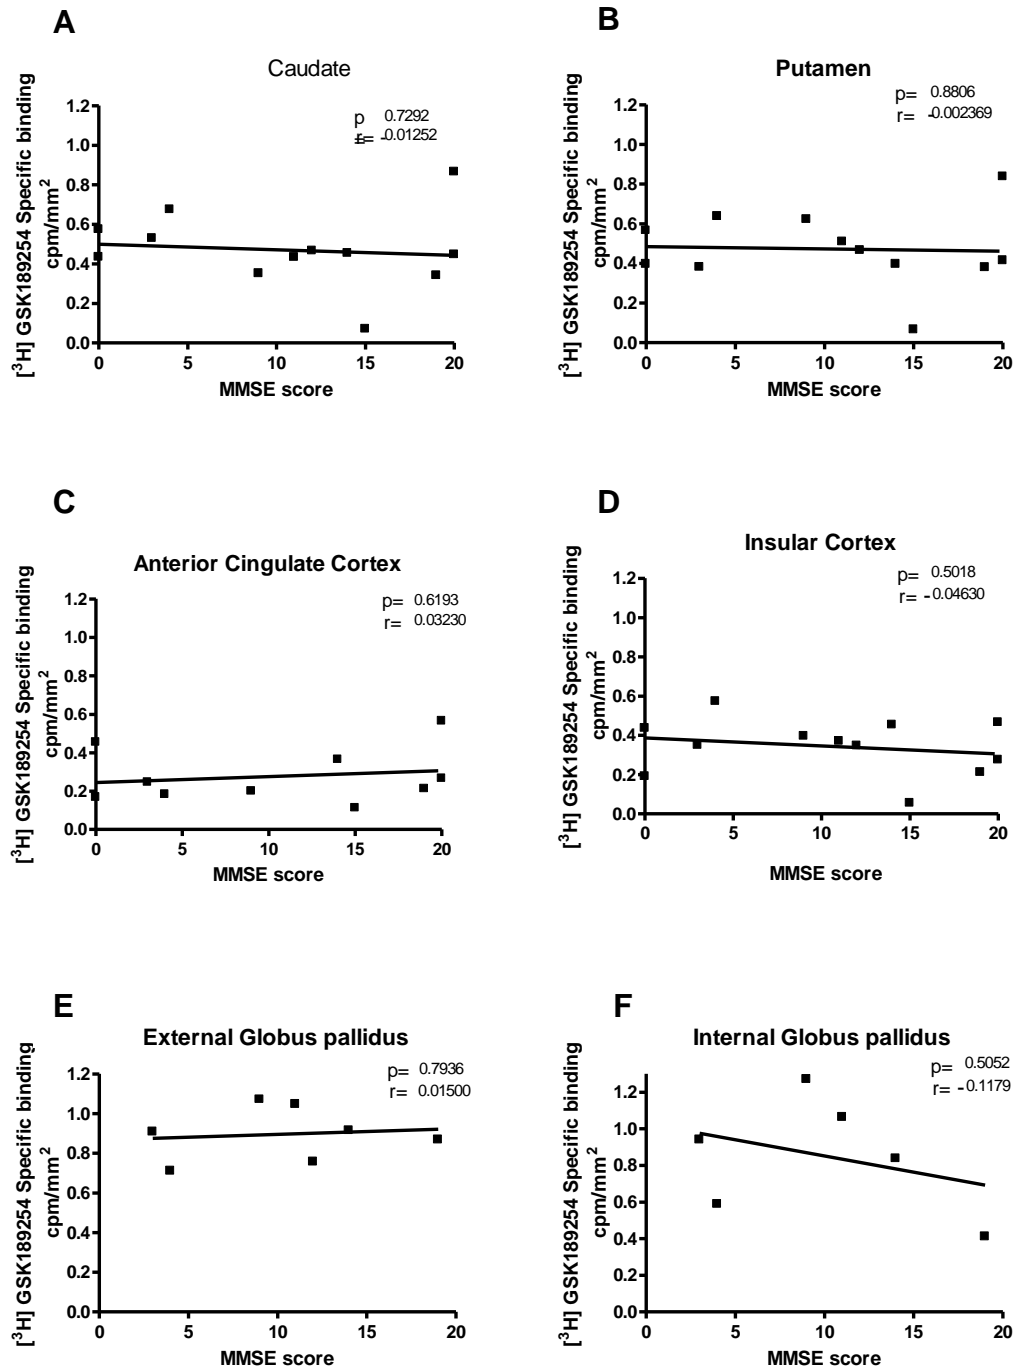 A
Caudate
p 0.7292
r= -0.01252
[³H] GSK189254 Specific binding
cpm/mm²
1.2
1.0
0.8
0.6
0.4
0.2
0.0
0 5 10 15 20
MMSE score
B
Putamen
p= 0.8806
r= -0.002369
[³H] GSK189254 Specific binding
cpm/mm²
1.2
1.0
0.8
0.6
0.4
0.2
0.0
0 5 10 15 20
MMSE score
C
Anterior Cingulate Cortex
p= 0.6193
r= 0.03230
[³H] GSK189254 Specific binding
cpm/mm²
1.2
1.0
0.8
0.6
0.4
0.2
0.0
0 5 10 15 20
MMSE score
D
Insular Cortex
p= 0.5018
r= -0.04630
[³H] GSK189254 Specific binding
cpm/mm²
1.2
1.0
0.8
0.6
0.4
0.2
0.0
0 5 10 15 20
MMSE score
E
External Globus pallidus
p= 0.7936
r= 0.01500
[³H] GSK189254 Specific binding
cpm/mm²
1.2
1.0
0.8
0.6
0.4
0.2
0.0
0 5 10 15 20
MMSE score
F
Internal Globus pallidus
p= 0.5052
r= -0.1179
[³H] GSK189254 Specific binding
cpm/mm²
1.2
1.0
0.8
0.6
0.4
0.2
0.0
0 5 10 15 20
MMSE score